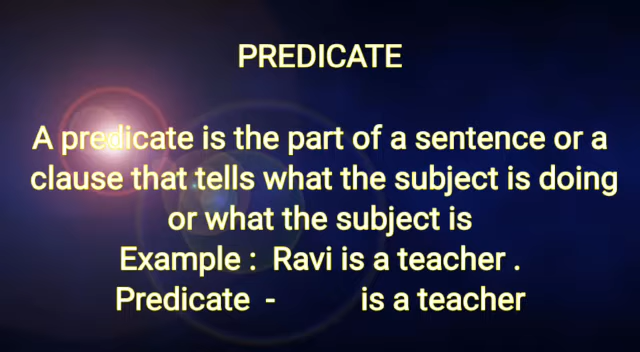 PREDICATE
A predicate is the part of a sentence or a
clause that tells what the subject is doing
or what the subject is
Example : Ravi is a teacher .
Predicate - is a teacher